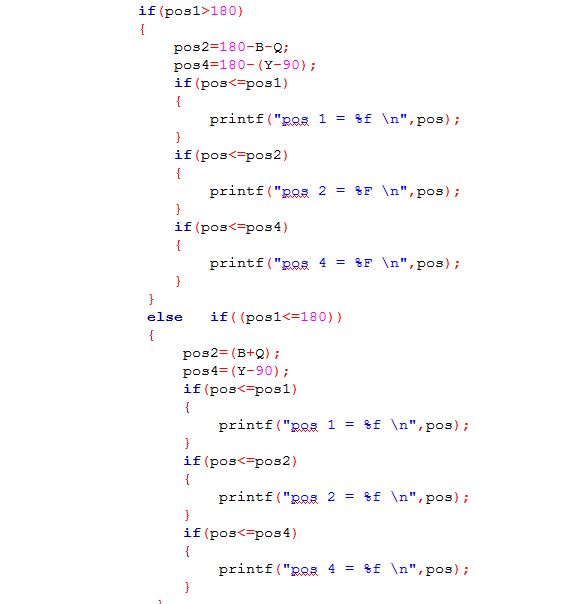 if(pos1>180)
{
pos2=180-B-Q;
pos4=180-(Y-90);
if(pos<=pos1)
{
printf("pos 1 = %f \n",pos);
}
if(pos<=pos2)
{
printf("pos 2 = %F \n",pos);
}
if(pos<=pos4)
{
printf("pos 4 = %F \n",pos);
}
}
else if((pos1<=180))
{
pos2=(B+Q);
pos4=(Y-90);
if(pos<=pos1)
{
printf("pos 1 = %f \n",pos);
}
if(pos<=pos2)
{
printf("pos 2 = %f \n",pos);
}
if(pos<=pos4)
{
printf("pos 4 = %f \n",pos);
}
}